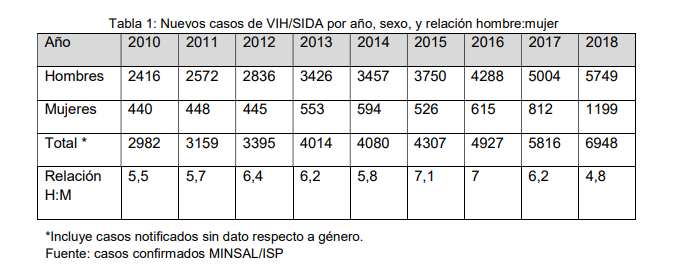 Tabla 1: Nuevos casos de VIH/SIDA por año, sexo, y relación hombre:mujer
Año 2010 2011 2012 2013 2014 2015 2016 2017 2018
Hombres 2416 2572 2836 3426 3457 3750 4288 5004 5749
Mujeres 440 448 445 553 594 526 615 812 1199
Total * 2982 3159 3395 4014 4080 4307 4927 5816 6948
Relación 5,5 5,7 6,4 6,2 5,8 7,1 7 6,2 4,8
H:M
*Incluye casos notificados sin dato respecto a género.
Fuente: casos confirmados MINSAL/ISP